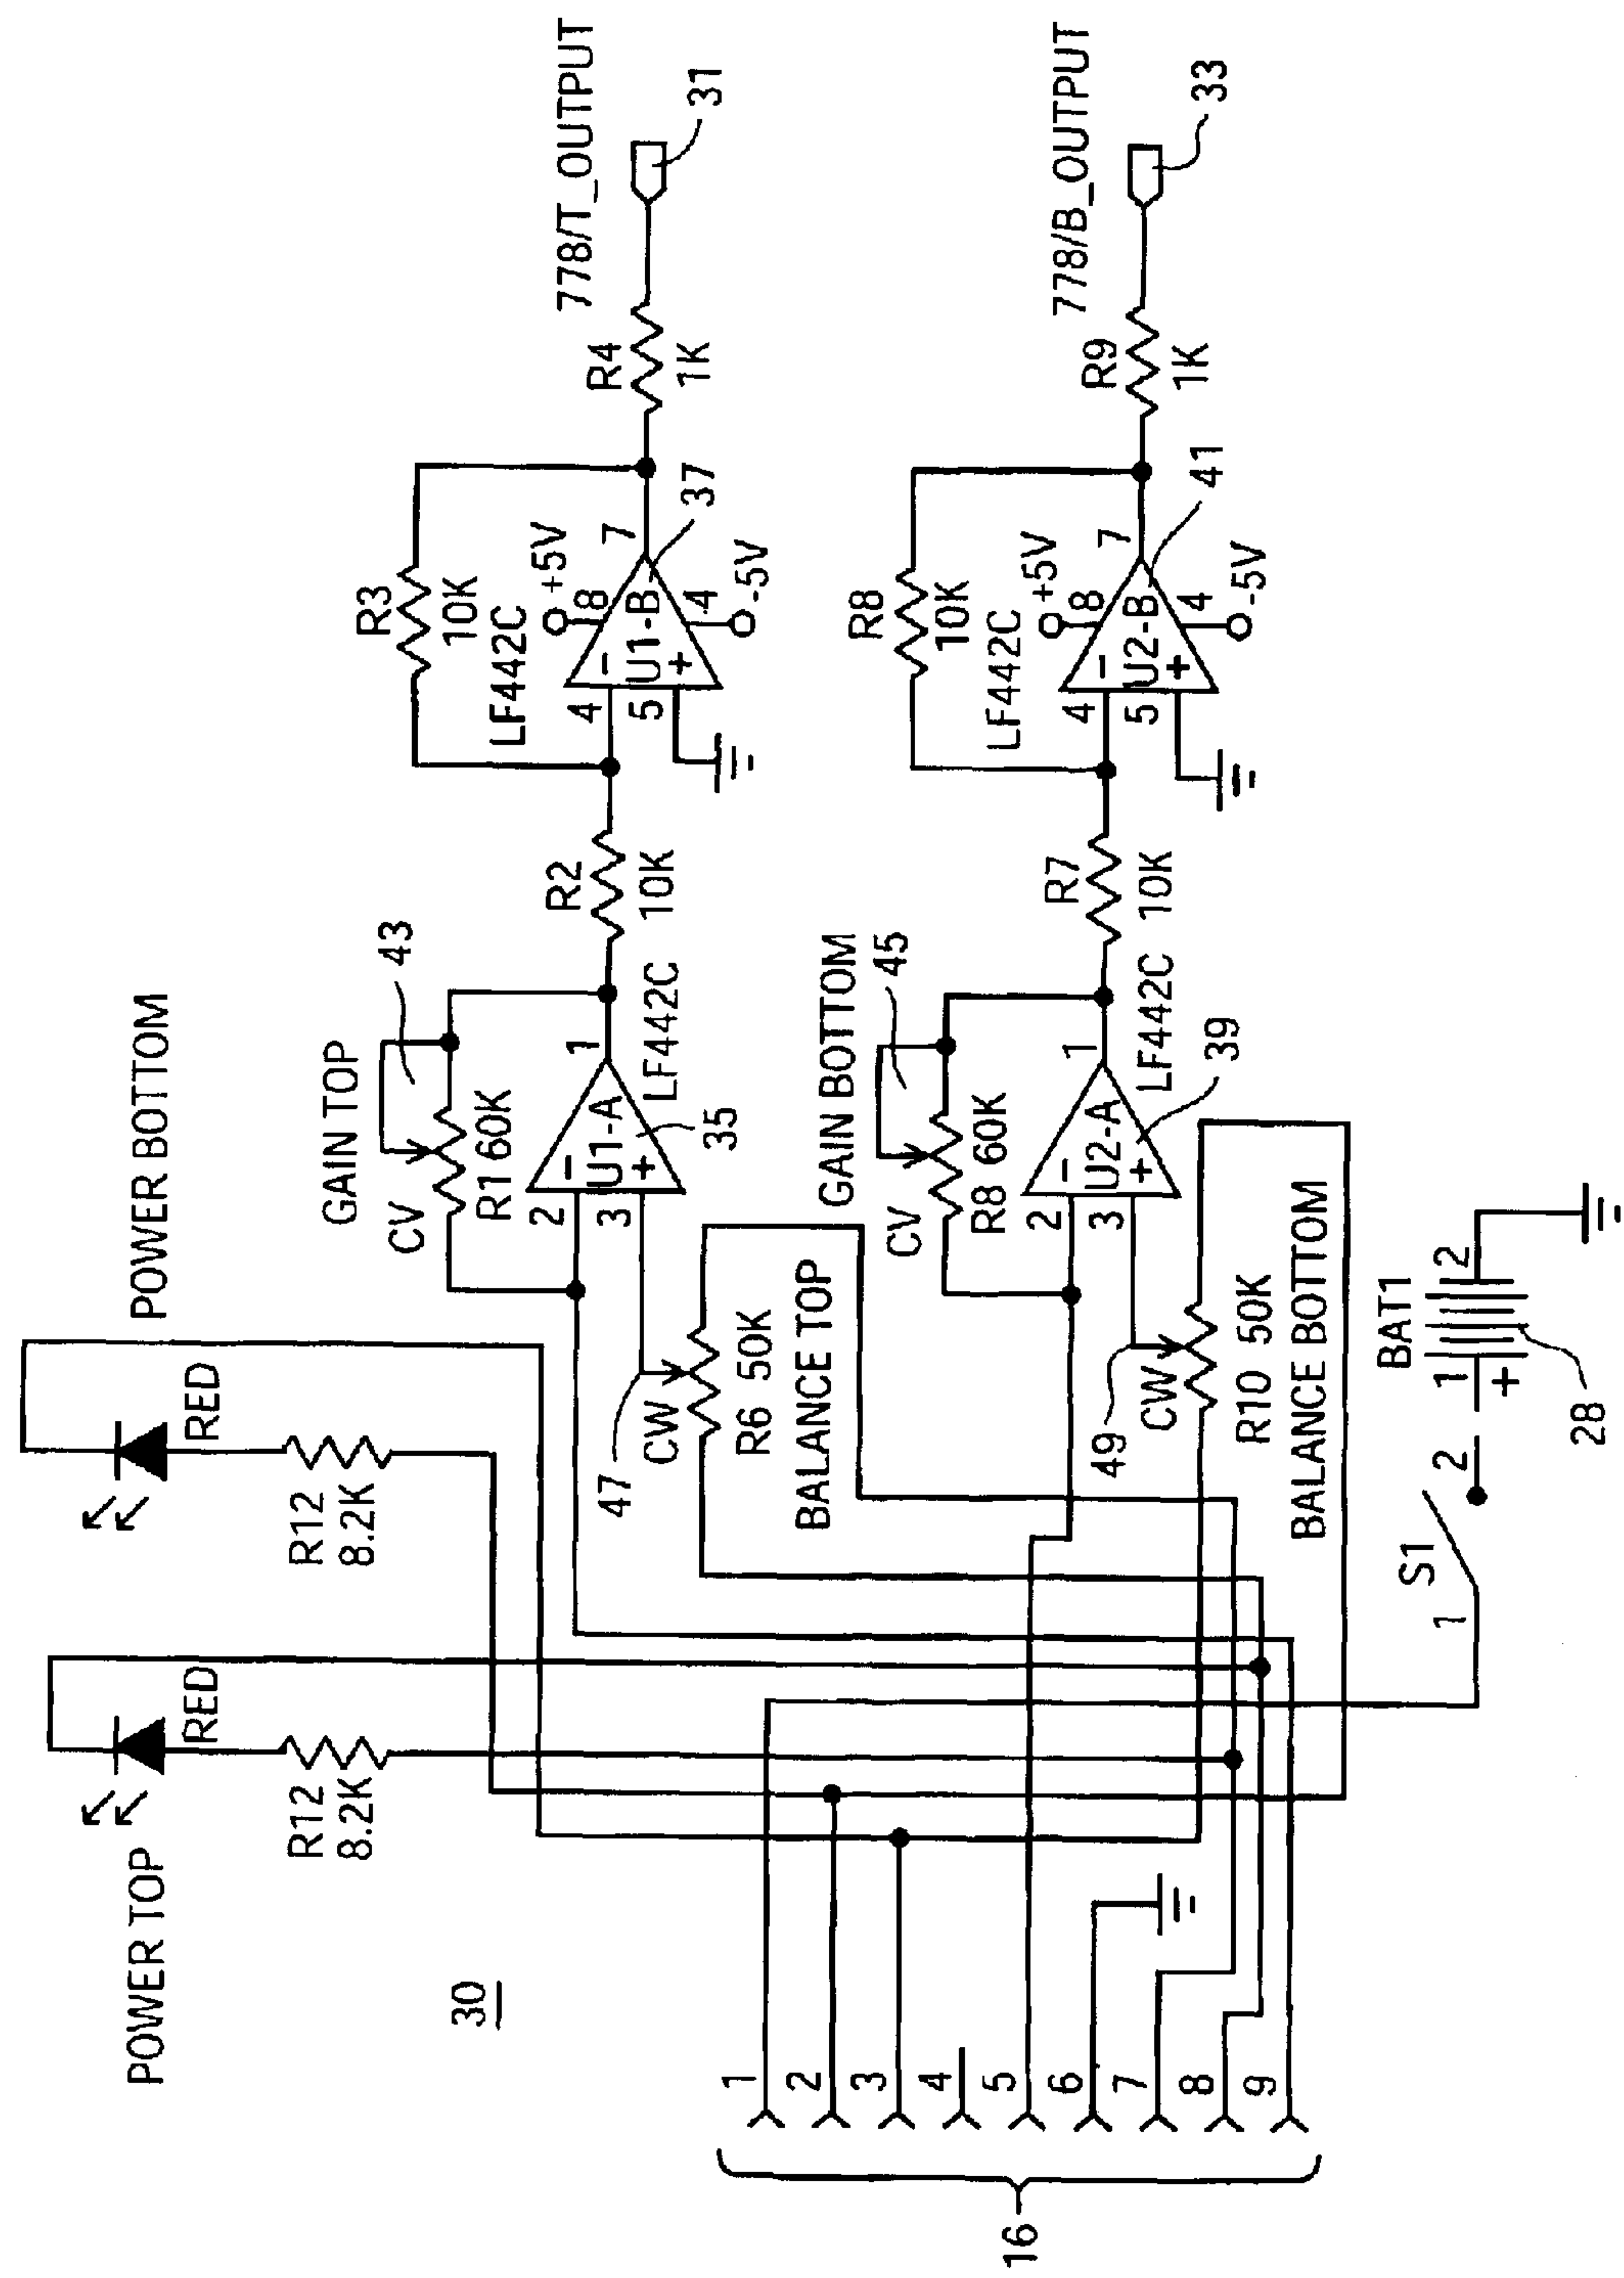 POWER TOP
RED
R12
8.2K
POWER BOTTOM
RED
R12
8.2K
30
GAIN TOP
43
CV
R1 60K
2
3
U1-A
−
+
1
LF442C
35
47
CW
R6 50K
BALANCE TOP
R2
10K
R3
10K
LF442C
+5V
8
4
5
U1-B
−
+
7
4
-5V
37
R4
1K
778/T_OUTPUT
31
GAIN BOTTOM
45
CV
R8 60K
2
3
U2-A
−
+
1
LF442C
39
49
CW
R10 50K
BALANCE BOTTOM
R7
10K
R8
10K
LF442C
+5V
8
4
5
U2-B
−
+
7
4
-5V
41
R9
1K
778/B_OUTPUT
33
1
2
3
4
5
6
7
8
9
16
S1
1
2
BAT1
1
+
2
28